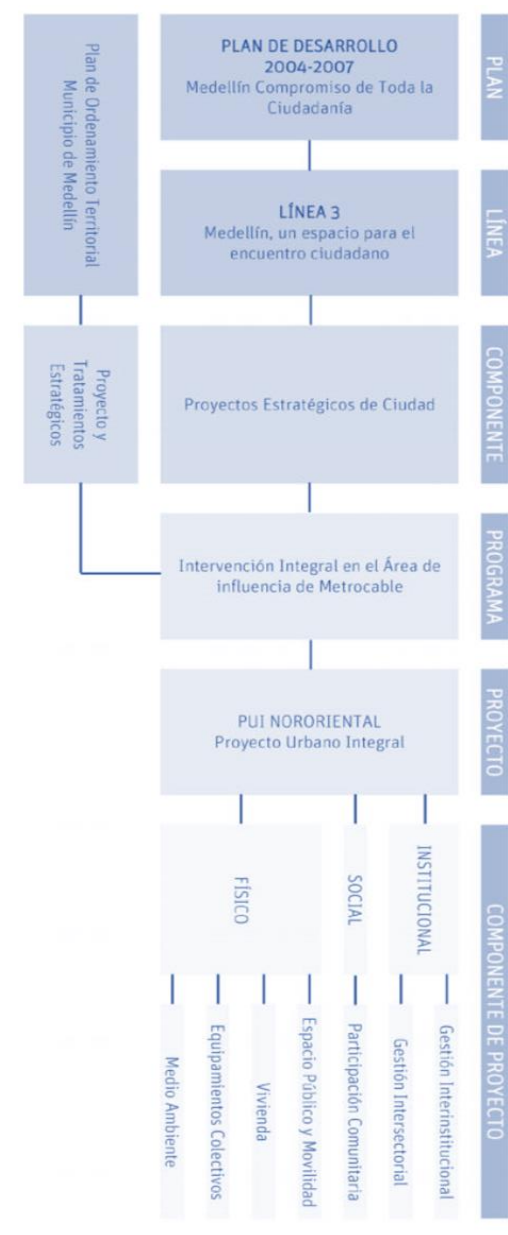 PLAN DE DESARROLLO
2004-2007
Medellín Compromiso de Toda la
Ciudadanía
PLAN
Plan de Ordenamiento Territorial
Municipio de Medellín
LÍNEA 3
Medellín, un espacio para el
encuentro ciudadano
LÍNEA
Proyecto y
Tratamientos
Estratégicos
Proyectos Estratégicos de Ciudad
COMPONENTE
Intervención Integral en el Área de
influencia de Metrocable
PROGRAMA
PUI NORORIENTAL
Proyecto Urbano Integral
PROYECTO
FÍSICO
SOCIAL
INSTITUCIONAL
COMPONENTE DE PROYECTO
Medio Ambiente
Equipamientos Colectivos
Vivienda
Espacio Público y Movilidad
Participación Comunitaria
Gestión Intersectorial
Gestión Interinstitucional